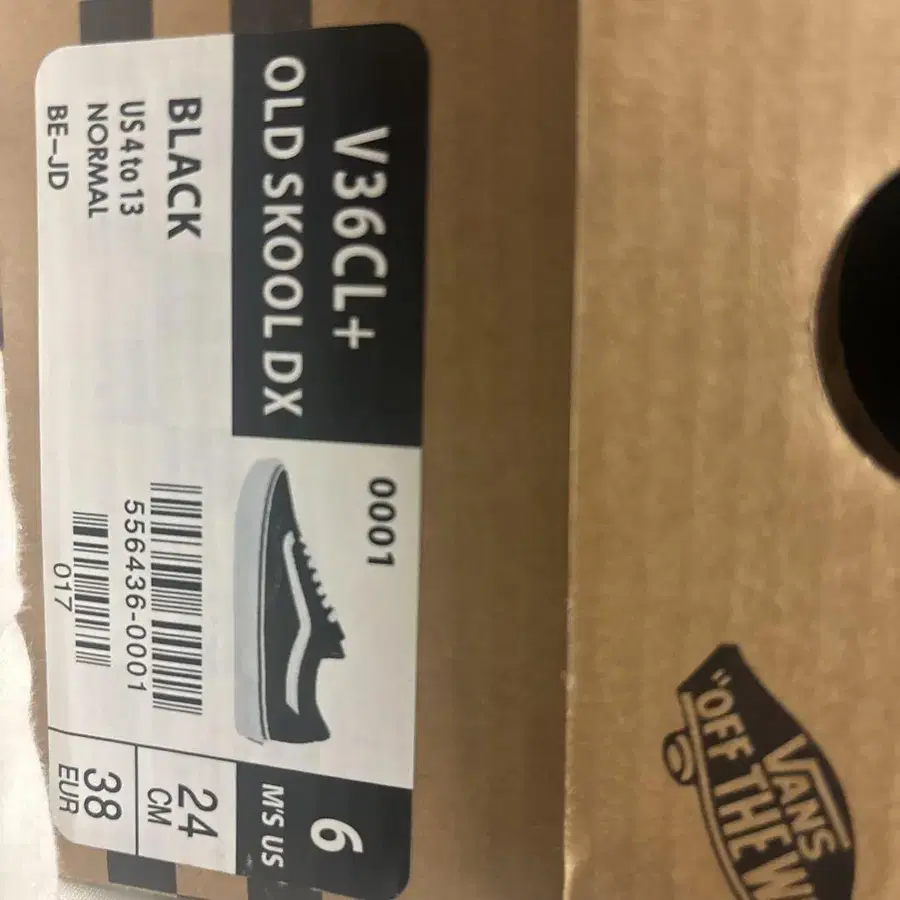 V36CL+
OLD SKOOL DX
BLACK
US 4 to 13
NORMAL
BE-JD
0001
556436-0001
017
6
M'S US
24
CM
38
EUR
VANS
"OFF THE W